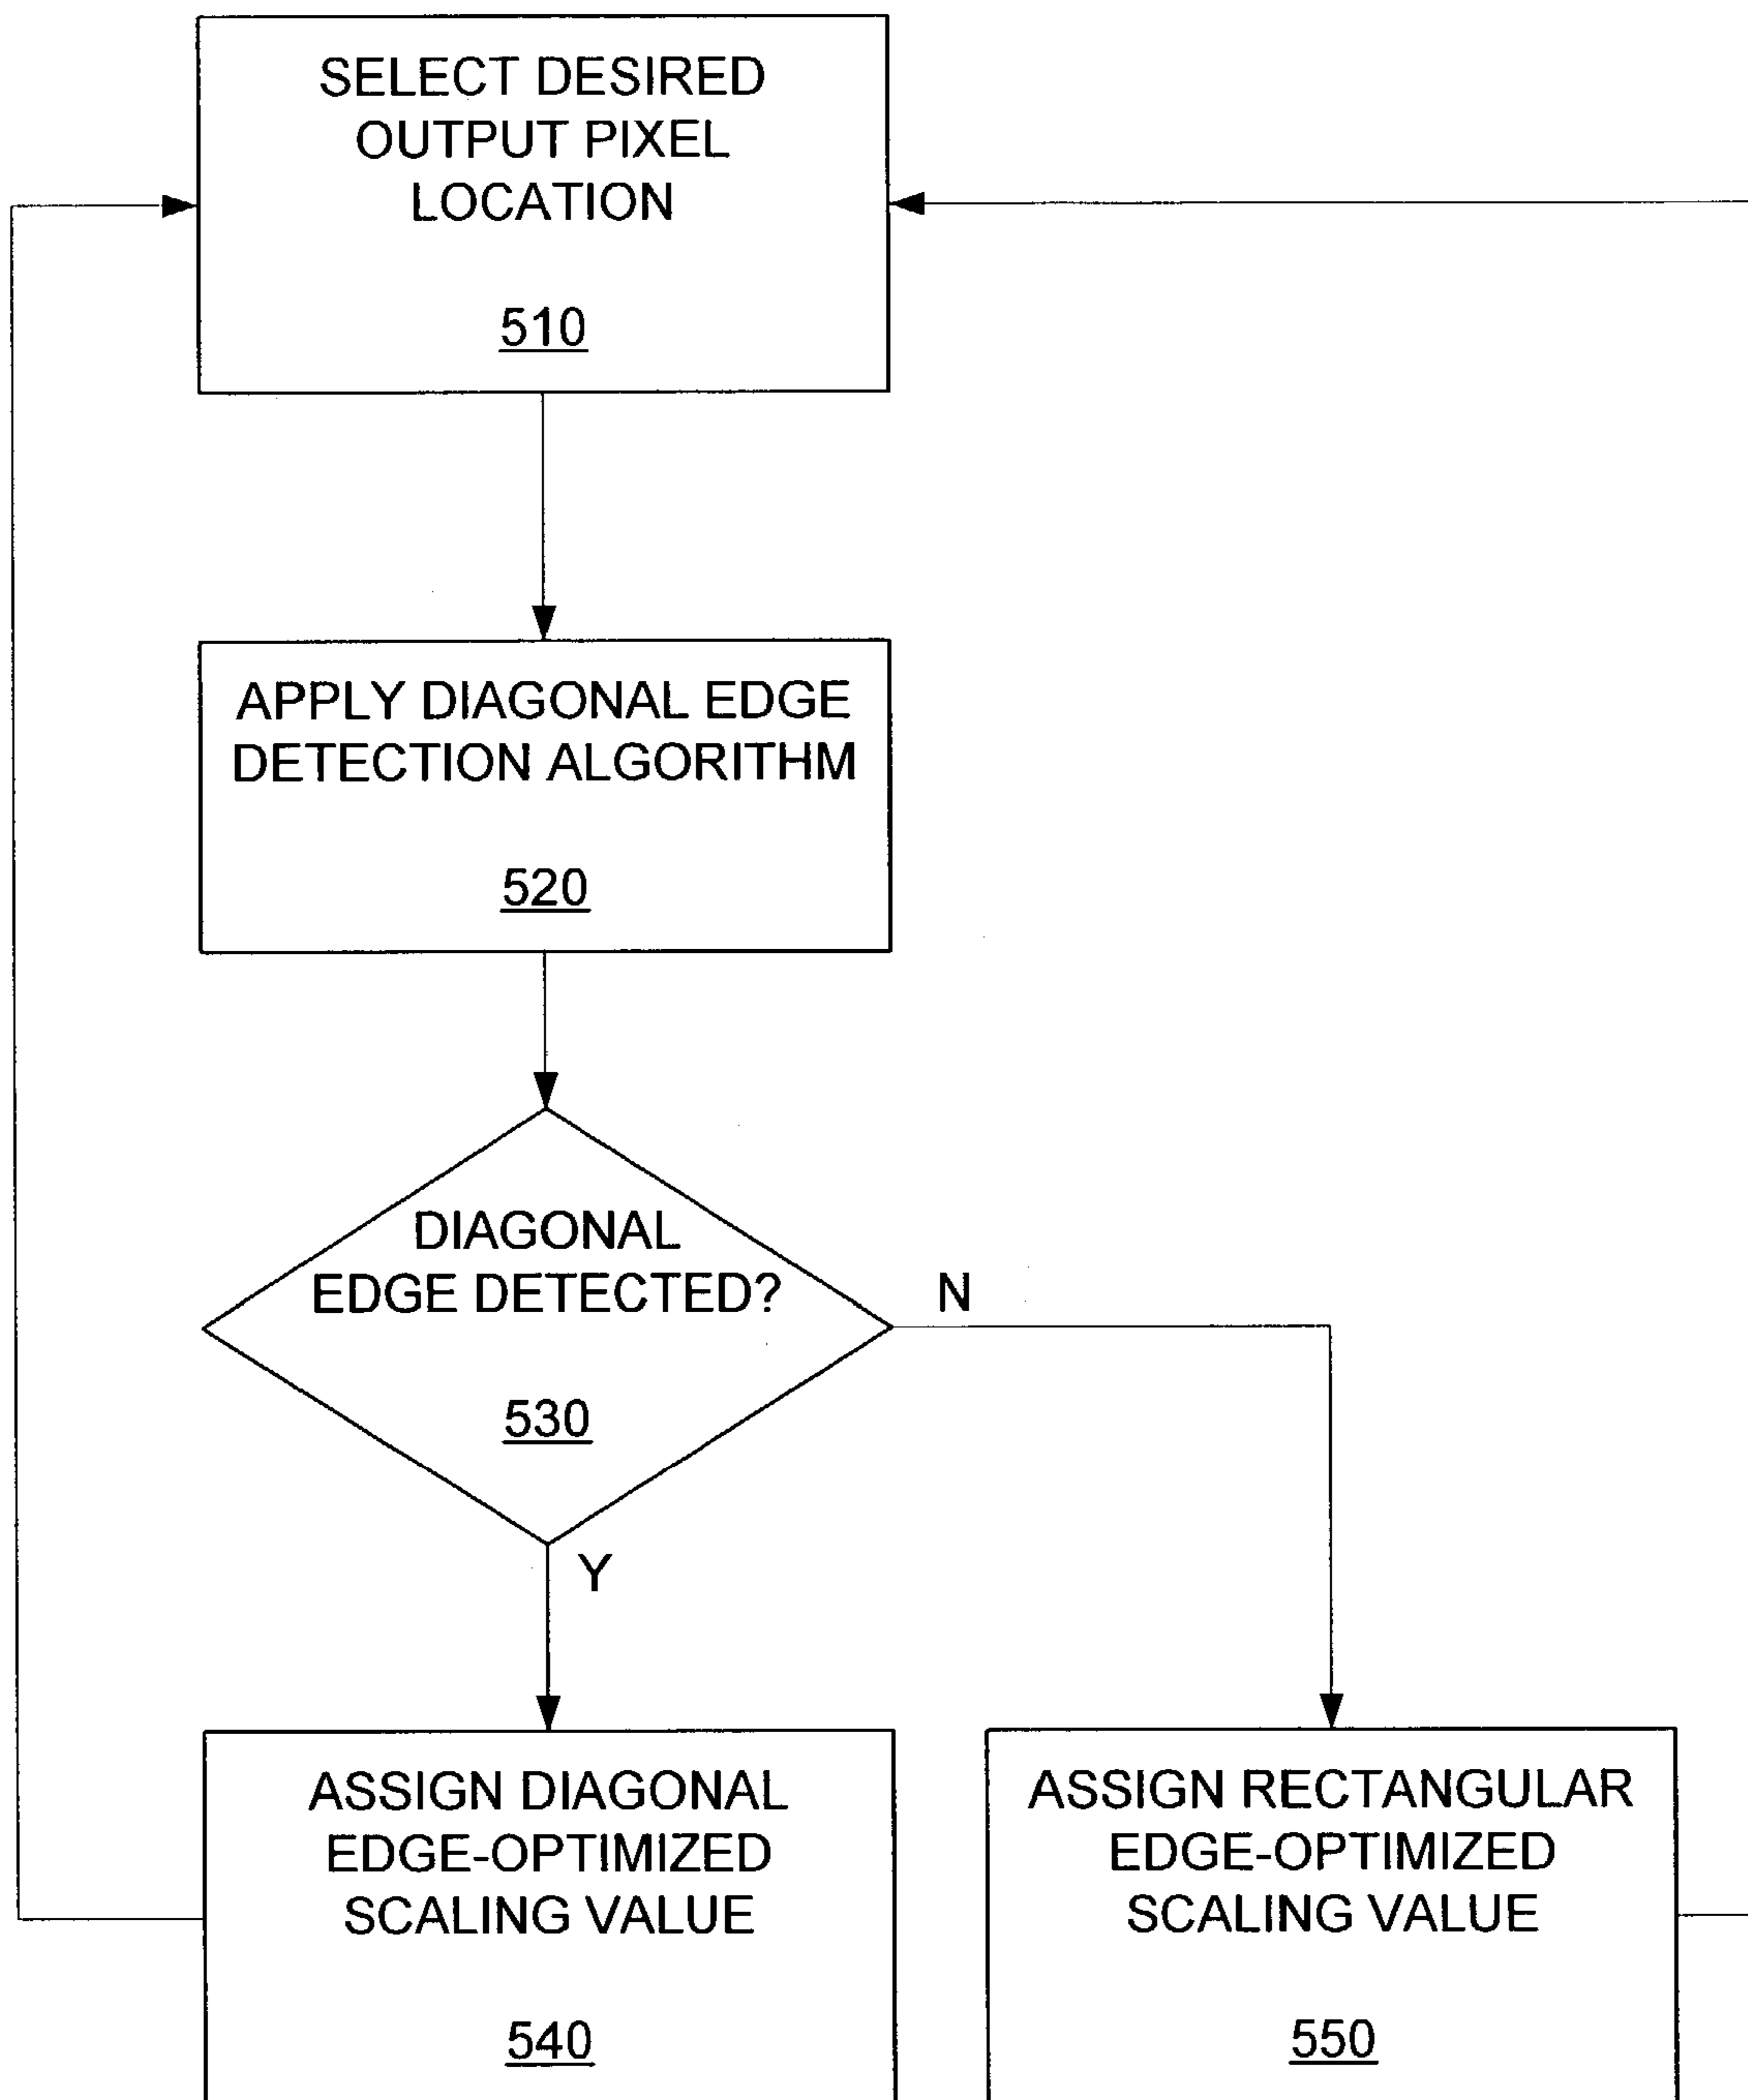 SELECT DESIRED
OUTPUT PIXEL
LOCATION
510
APPLY DIAGONAL EDGE
DETECTION ALGORITHM
520
DIAGONAL
EDGE DETECTED?
530
N
Y
ASSIGN DIAGONAL
EDGE-OPTIMIZED
SCALING VALUE
540
ASSIGN RECTANGULAR
EDGE-OPTIMIZED
SCALING VALUE
550